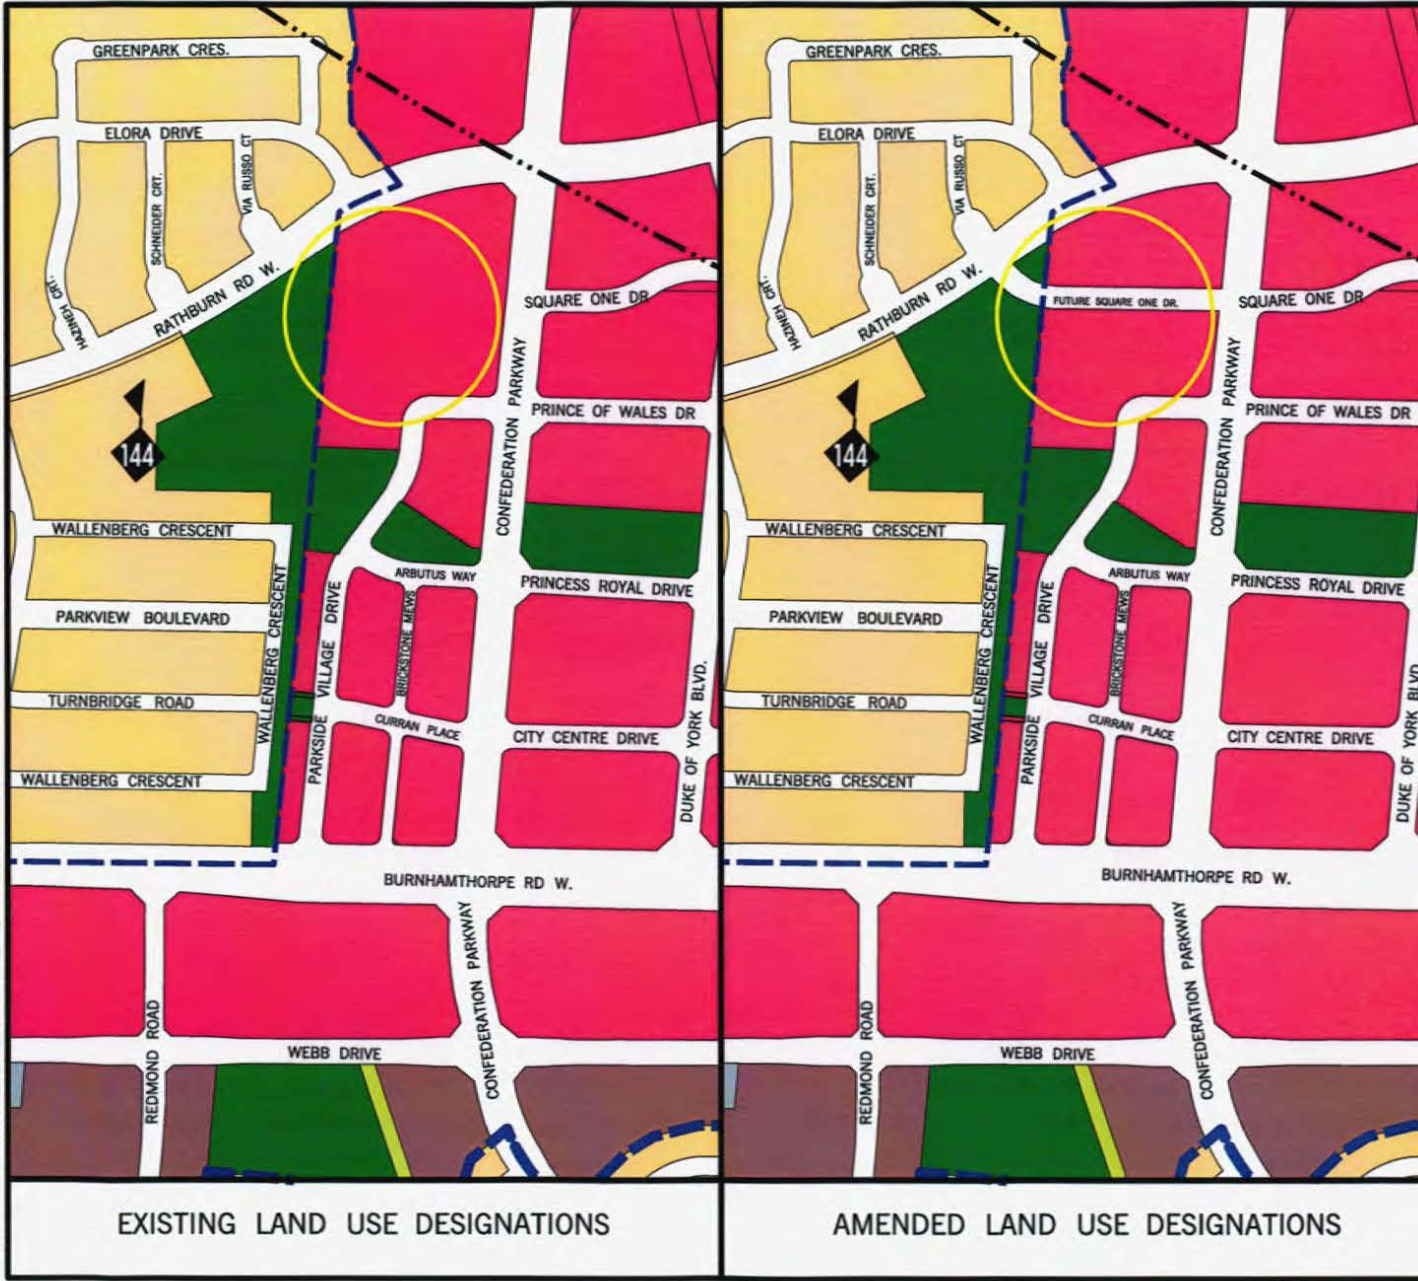 GREENPARK CRES.
ELORA DRIVE
VIA RUSSO CT
SCHNEIDER CRT.
HAZINEH CRT.
RATHBURN RD W.
SQUARE ONE DR
CONFEDERATION PARKWAY
PRINCE OF WALES DR
144
WALLENBERG CRESCENT
ARBUTUS WAY
PRINCESS ROYAL DRIVE
PARKVIEW BOULEVARD
WALLENBERG CRESCENT
PARKSIDE VILLAGE DRIVE
BRICKSTONE MEWS
TURNBRIDGE ROAD
CURRAN PLACE
CITY CENTRE DRIVE
DUKE OF YORK BLVD.
WALLENBERG CRESCENT
BURNHAMTHORPE RD W.
CONFEDERATION PARKWAY
REDMOND ROAD
WEBB DRIVE
EXISTING LAND USE DESIGNATIONS
GREENPARK CRES.
ELORA DRIVE
VIA RUSSO CT
SCHNEIDER CRT.
HAZINEH CRT.
RATHBURN RD W.
FUTURE SQUARE ONE DR.
SQUARE ONE DR
CONFEDERATION PARKWAY
PRINCE OF WALES DR
144
WALLENBERG CRESCENT
ARBUTUS WAY
PRINCESS ROYAL DRIVE
PARKVIEW BOULEVARD
WALLENBERG CRESCENT
PARKSIDE VILLAGE DRIVE
BRICKSTONE MEWS
TURNBRIDGE ROAD
CURRAN PLACE
CITY CENTRE DRIVE
DUKE OF YORK BLVD
WALLENBERG CRESCENT
BURNHAMTHORPE RD W.
CONFEDERATION PARKWAY
REDMOND ROAD
WEBB DRIVE
AMENDED LAND USE DESIGNATIONS